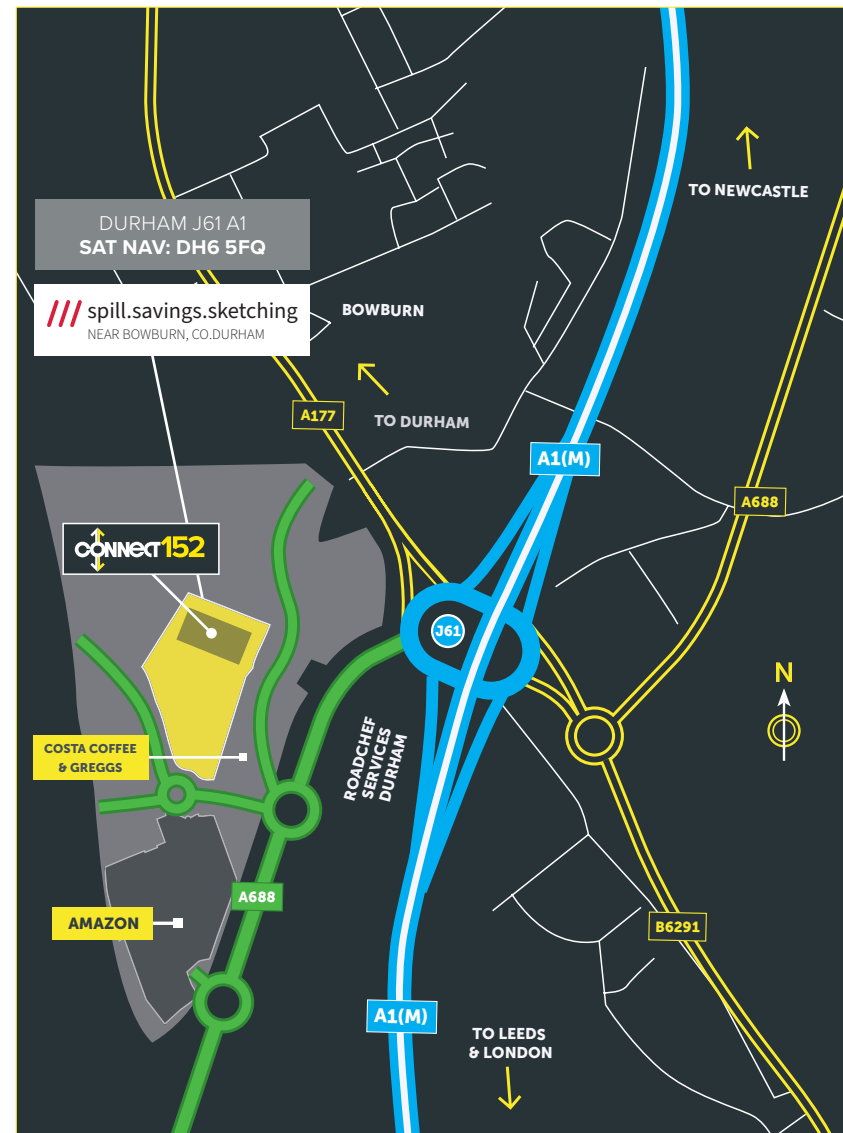 TO NEWCASTLE
DURHAM J61 A1
SAT NAV: DH6 5FQ
/// spill.savings.sketching
NEAR BOWBURN, CO.DURHAM
BOWBURN
A177
TO DURHAM
A1(M)
A688
CONNECT152
J61
N
COSTA COFFEE
& GREGGS
ROADCHEF
SERVICES
DURHAM
A688
AMAZON
B6291
A1(M)
TO LEEDS
& LONDON